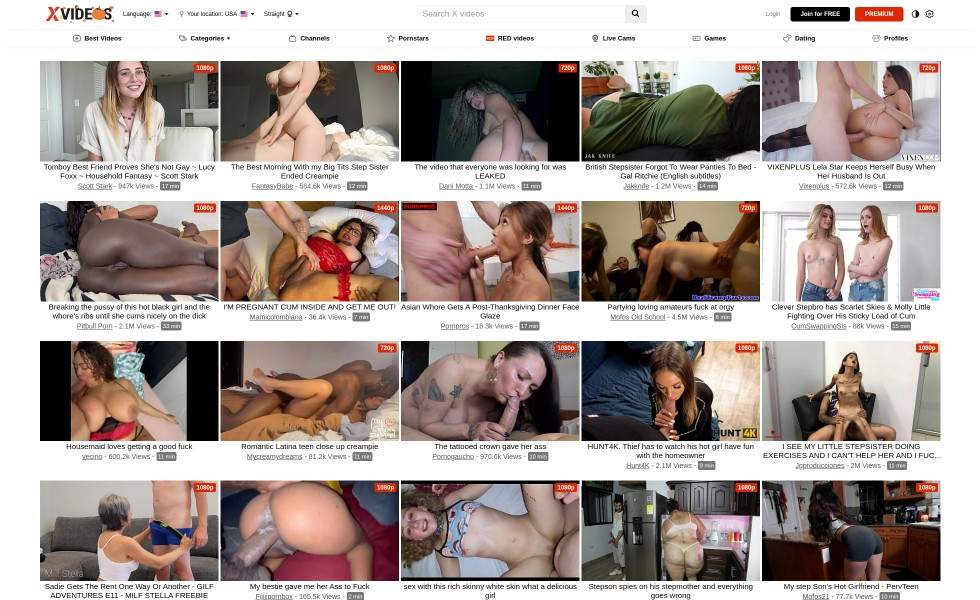 XVIDEOS Language: Your location: USA Straight Search X videos Login Join for FREE PREMIUM
Best Videos Categories Channels Pornstars RED videos Live Cams Games Dating Profiles
1080p 1080p 720p 1080p 720p
JAK KNIFE VIXEN.COM
Tomboy Best Friend Proves She's Not Gay ~ Lucy
Foxx ~ Household Fantasy ~ Scott Stark
Scott Stark - 947k Views - 17 min
The Best Morning With my Big Tits Step Sister
Ended Creampie
FantasyBabe - 584.6k Views - 12 min
The video that everyone was looking for was
LEAKED
Dani Motta - 1.1M Views - 11 min
British Stepsister Forgot To Wear Panties To Bed -
Gal Ritchie (English subtitles)
Jakknife - 1.2M Views - 14 min
VIXENPLUS Lela Star Keeps Herself Busy When
Her Husband Is Out
Vixenplus - 572.6k Views - 12 min
1080p 1440p 1440p 720p 1080p
PORNPROS
Breaking the pussy of this hot black girl and the
whore's ribs until she cums nicely on the dick
Pitbull Porn - 2.1M Views - 33 min
I'M PREGNANT CUM INSIDE AND GET ME OUT!
Mamicolombiana - 36.4k Views - 7 min
Asian Whore Gets A Post-Thanksgiving Dinner Face
Glaze
Pornpros - 18.3k Views - 17 min
Partying loving amateurs fuck at orgy
Mofos Old School - 4.5M Views - 8 min
Clever Stepbro has Scarlet Skies & Molly Little
Fighting Over His Sticky Load of Cum
CumSwappingSis - 88k Views - 15 min
720p 1080p 1080p 1080p
HUNT4K
Housemaid loves getting a good fuck
vecino - 600.2k Views - 11 min
Romantic Latina teen close up creampie
Mycreamydreams - 81.2k Views - 11 min
The tattooed crown gave her ass
Pornogaucho - 970.6k Views - 10 min
HUNT4K. Thief has to watch his hot girl have fun
with the homeowner
Hunt4K - 2.1M Views - 9 min
I SEE MY LITTLE STEPSISTER DOING
EXERCISES AND I CAN'T HELP HER AND I FUC...
Jgproducciones - 2M Views - 11 min
1080p 1080p 1080p 1080p 1080p
Milf Stella
Sadie Gets The Rent One Way Or Another - GILF
ADVENTURES E11 - MILF STELLA FREEBIE
My bestie gave me her Ass to Fuck
Fijiipornbox - 165.5k Views - 2 min
sex with this rich skinny white skin what a delicious
girl
Stepson spies on his stepmother and everything
goes wrong
My step Son's Hot Girlfriend - PervTeen
Mofos21 - 77.7k Views - 10 min